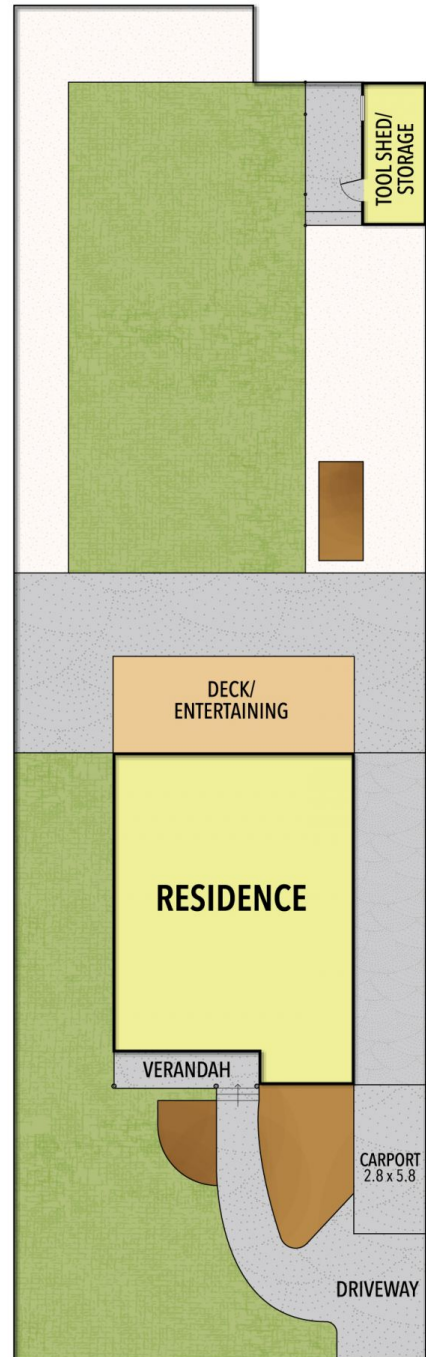 TOOL SHED/
STORAGE
DECK/
ENTERTAINING
RESIDENCE
VERANDAH
CARPORT
2.8 x 5.8
DRIVEWAY